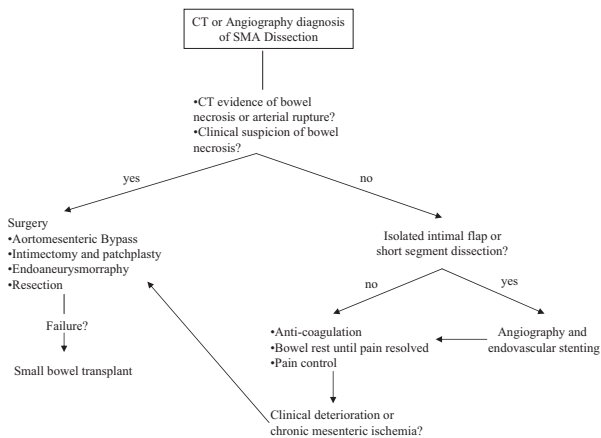 CT or Angiography diagnosis
of SMA Dissection
•CT evidence of bowel
necrosis or arterial rupture?
•Clinical suspicion of bowel
necrosis?
yes
no
Surgery
•Aortomesenteric Bypass
•Intimectomy and patchplasty
•Endoaneurysmorraphy
•Resection
Failure?
Small bowel transplant
Isolated intimal flap or
short segment dissection?
no
yes
•Anti-coagulation
•Bowel rest until pain resolved
•Pain control
Angiography and
endovascular stenting
Clinical deterioration or
chronic mesenteric ischemia?